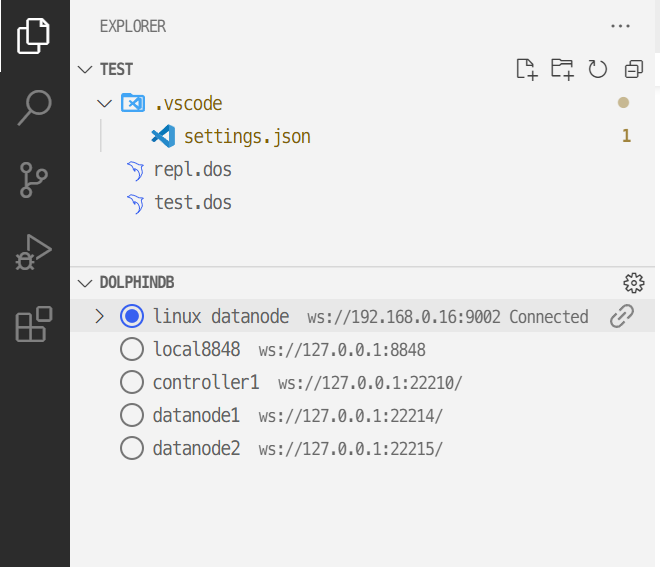 EXPLORER
TEST
.vscode
settings.json 1
repl.dos
test.dos
DOLPHINDB
linux datanode ws://192.168.0.16:9002 Connected
local8848 ws://127.0.0.1:8848
controller1 ws://127.0.0.1:22210/
datanode1 ws://127.0.0.1:22214/
datanode2 ws://127.0.0.1:22215/